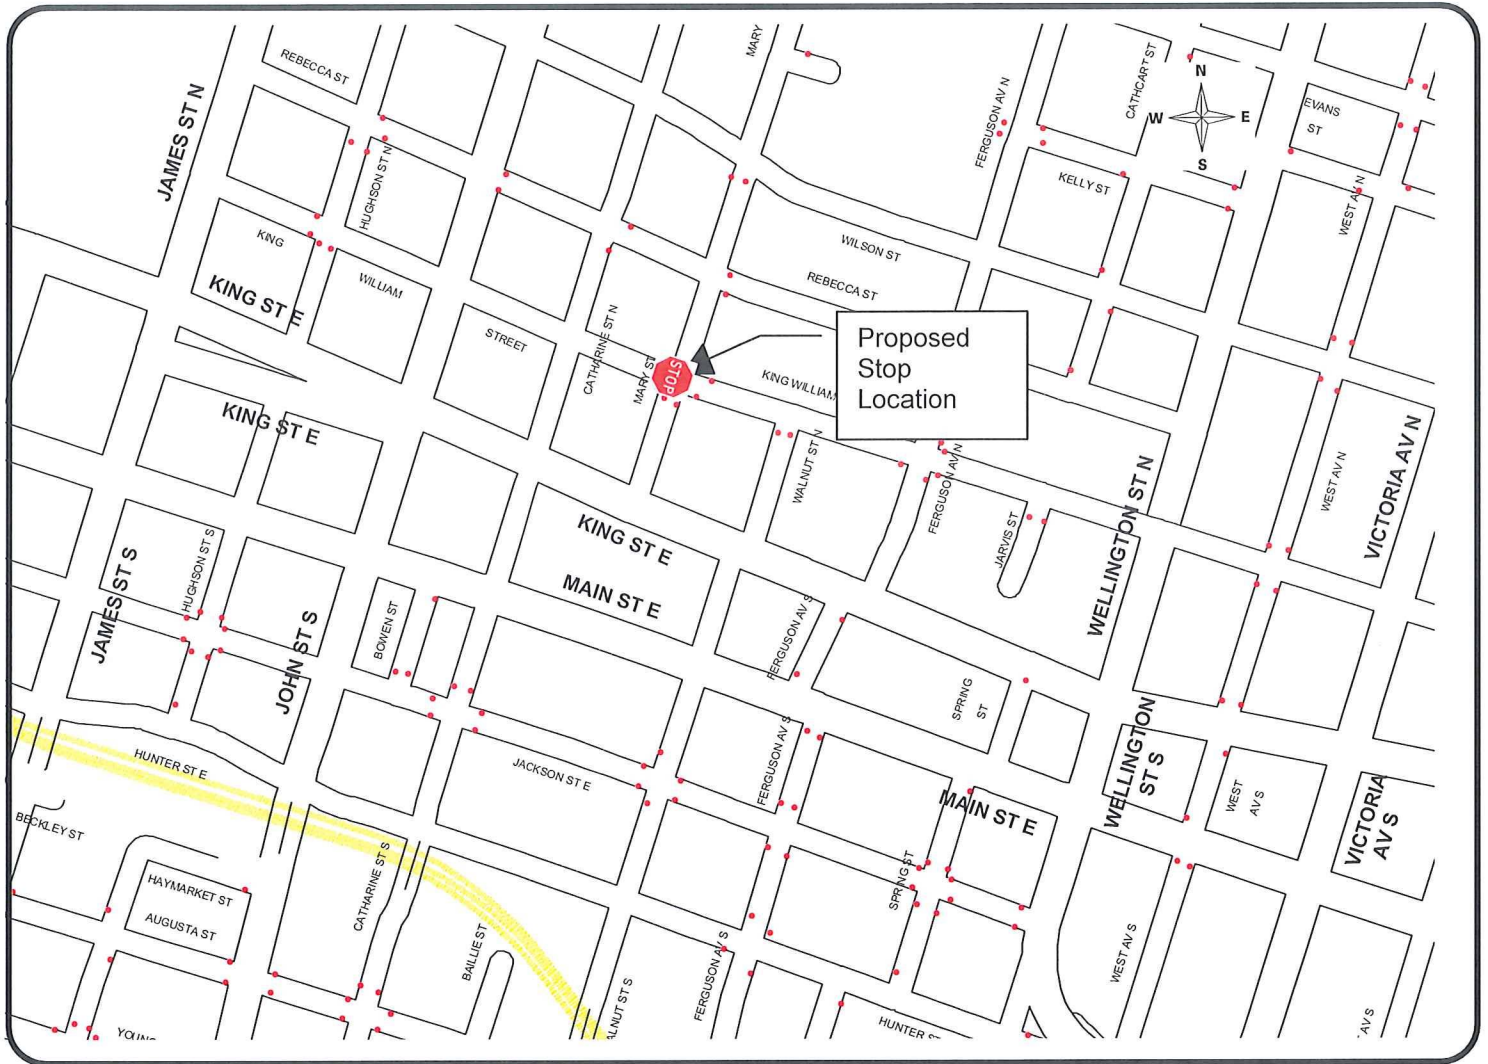 REBECCA ST
MARY
CATHCART ST
N
W
E
S
EVANS
ST
JAMES ST N
FERGUSON AV N
HUGHSON ST N
KELLY ST
WEST AV N
KING
WILLIAM
STREET
WILSON ST
REBECCA ST
KING ST E
CATHARINE ST N
MARY ST
STOP
Proposed
Stop
Location
KING WILLIAM
KING ST E
WALNUT ST N
FERGUSON AV N
JARVIS ST
WELLINGTON ST N
WEST AV N
VICTORIA AV N
KING ST E
MAIN ST E
JAMES ST S
HUGHSON ST S
JOHN ST S
BOWEN ST
FERGUSON AV S
SPRING
ST
HUNTER ST E
JACKSON ST E
FERGUSON AV S
MAIN ST E
WELLINGTON
ST S
WEST
AV S
VICTORIA
AV S
BECKLEY ST
HAYMARKET ST
AUGUSTA ST
CATHARINE ST S
BAILLIE ST
SPRING ST
FERGUSON AV S
WEST AV S
ALNUT ST S
HUNTER S
AV S
YOUNG